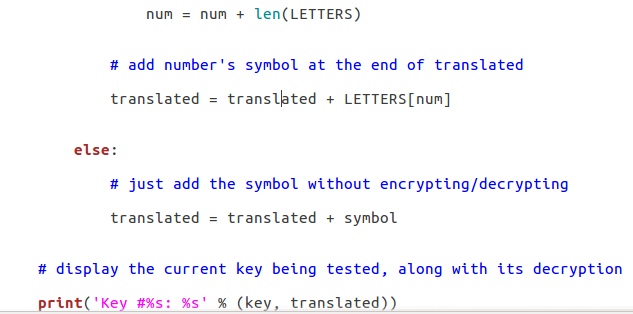 num = num + len(LETTERS)
# add number's symbol at the end of translated
translated = translated + LETTERS[num]
else:
# just add the symbol without encrypting/decrypting
translated = translated + symbol
# display the current key being tested, along with its decryption
print('Key #%s: %s' % (key, translated))